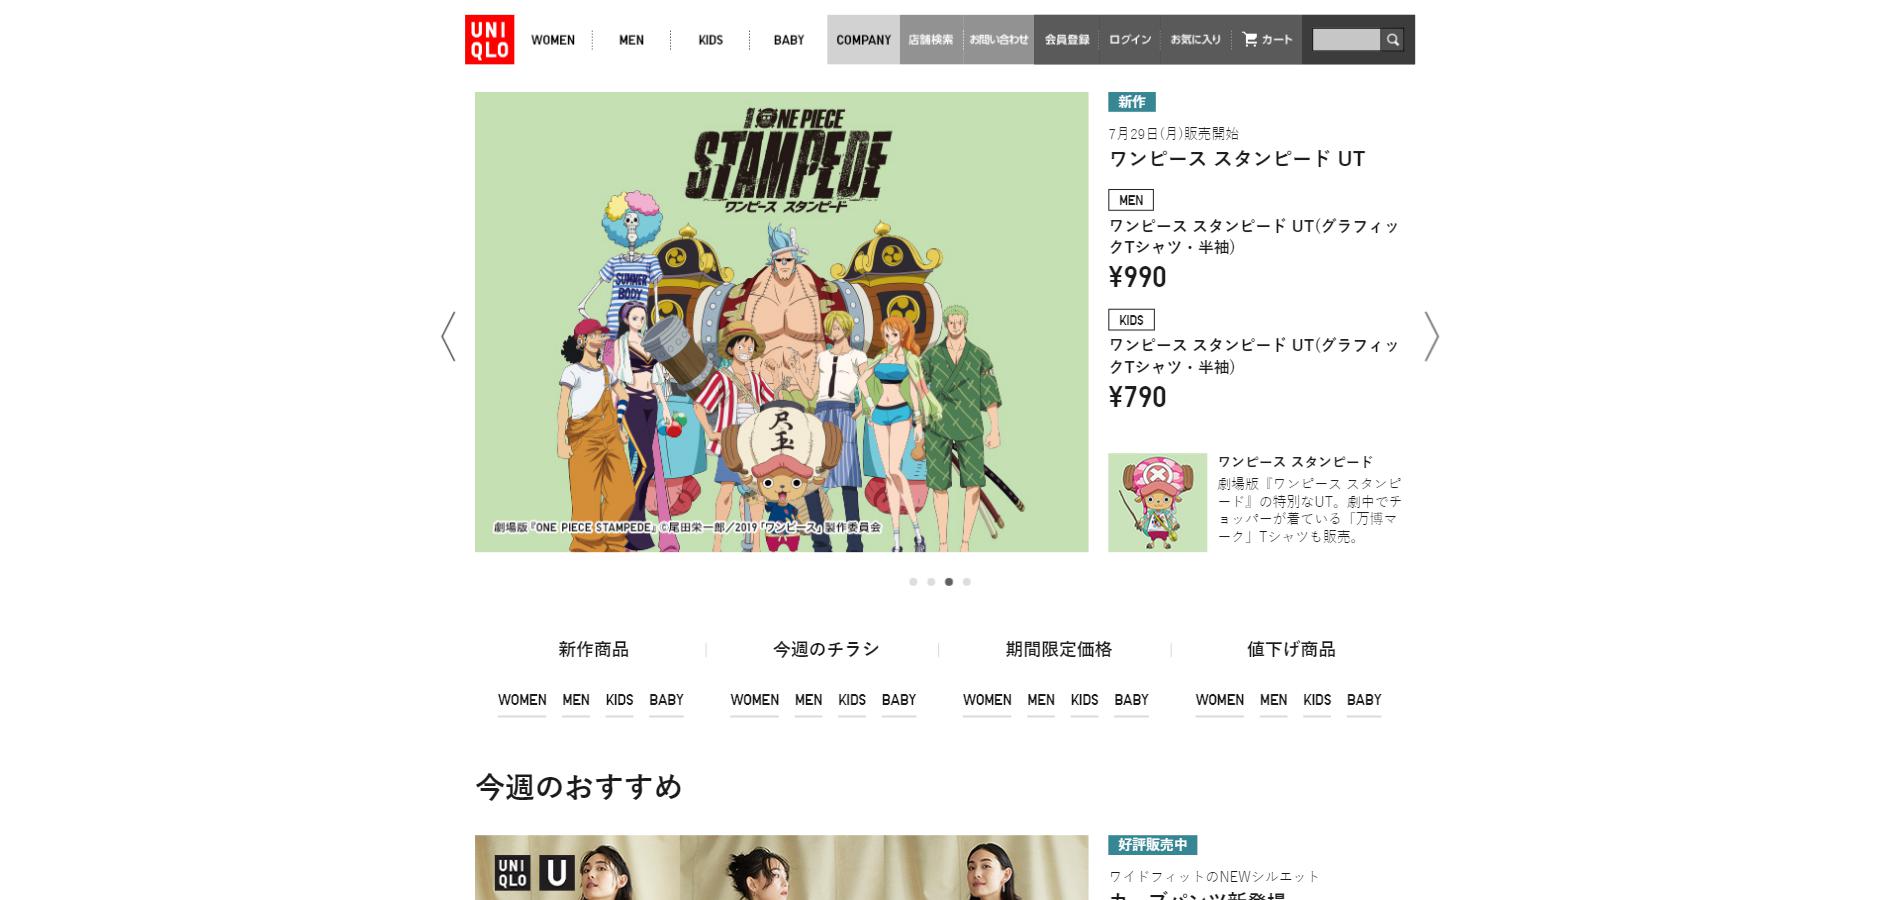 UNI
QLO
WOMEN
MEN
KIDS
BABY
COMPANY
店舗検索
お問い合わせ
会員登録
ログイン
お気に入り
カート
ONE PIECE
STAMPEDE
ワンピース スタンピード
SUMMER
BODY
尺玉
劇場版『ONE PIECE STAMPEDE』 ©尾田栄一郎／2019「ワンピース」製作委員会
新作
7月29日(月)販売開始
ワンピース スタンピード UT
MEN
ワンピース スタンピード UT(グラフィッ
クTシャツ・半袖)
¥990
KIDS
ワンピース スタンピード UT(グラフィッ
クTシャツ・半袖)
¥790
ワンピース スタンピード
劇場版『ワンピース スタンピ
ード』の特別なUT。劇中でチ
ョッパーが着ている「万博マ
ーク」Tシャツも販売。
新作商品
今週のチラシ
期間限定価格
値下げ商品
WOMEN MEN KIDS BABY
WOMEN MEN KIDS BABY
WOMEN MEN KIDS BABY
WOMEN MEN KIDS BABY
今週のおすすめ
UNI
QLO
U
好評販売中
ワイドフィットのNEWシルエット
カーブパンツ新登場